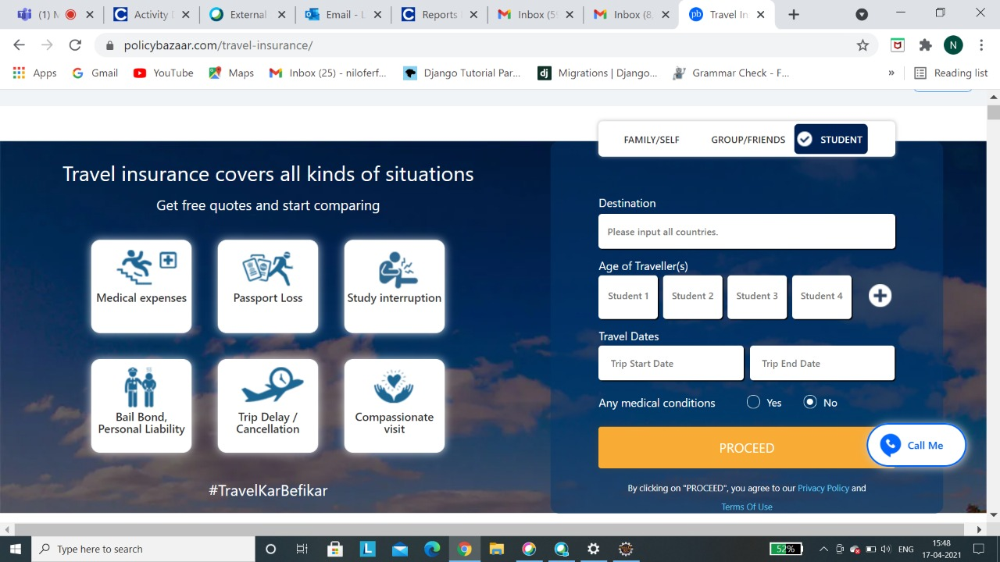 (1) M
Activity
External
Email - L
Reports
Inbox (5
Inbox (8
pb
Travel In
policybazaar.com/travel-insurance/
N
Apps
Gmail
YouTube
Maps
Inbox (25) - niloferf...
Django Tutorial Par...
dj
Migrations | Django...
Grammar Check - F...
»
Reading list
FAMILY/SELF
GROUP/FRIENDS
STUDENT
Travel insurance covers all kinds of situations
Get free quotes and start comparing
Medical expenses
Passport Loss
Study interruption
Bail Bond,
Personal Liability
Trip Delay /
Cancellation
Compassionate
visit
#TravelKarBefikar
Destination
Please input all countries.
Age of Traveller(s)
Student 1
Student 2
Student 3
Student 4
Travel Dates
Trip Start Date
Trip End Date
Any medical conditions
Yes
No
PROCEED
Call Me
By clicking on "PROCEED", you agree to our Privacy Policy and
Terms Of Use
Type here to search
L
52%
ENG
15:48
17-04-2021